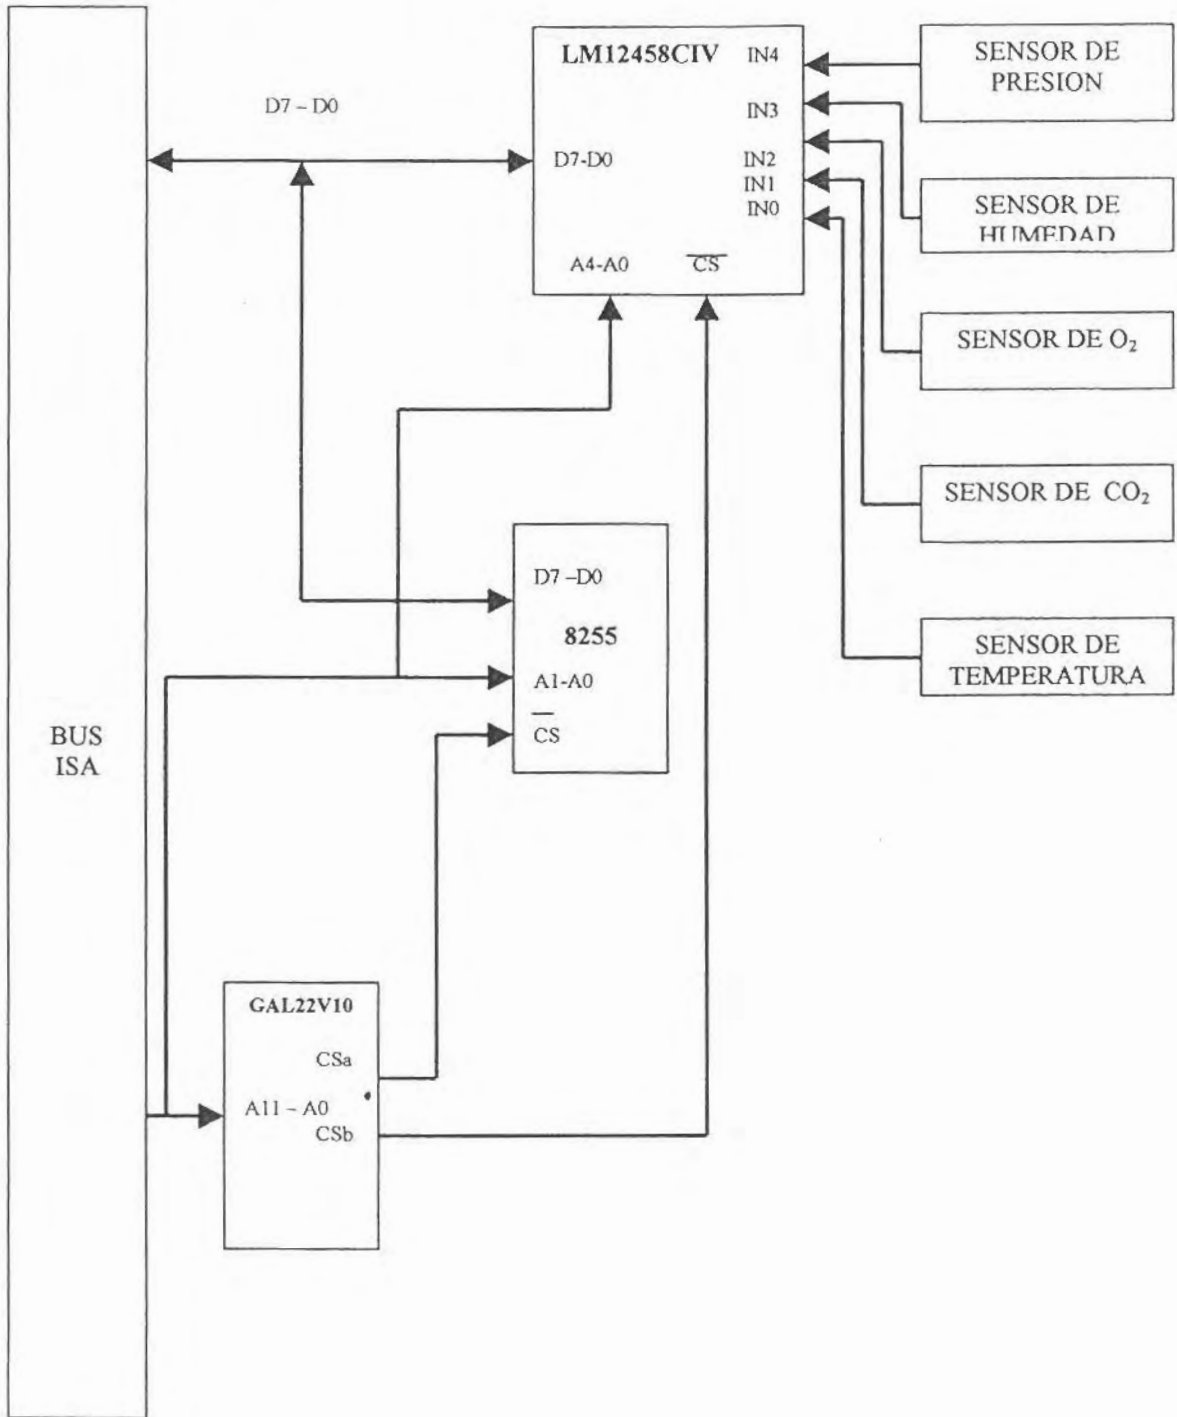 LM12458CIV
IN4
IN3
IN2
IN1
IN0
D7-D0
A4-A0
CS
D7 – D0
SENSOR DE
PRESION
SENSOR DE
HUMEDAD
SENSOR DE O₂
SENSOR DE CO₂
SENSOR DE
TEMPERATURA
D7 –D0
8255
A1-A0
CS
BUS
ISA
GAL22V10
CSa
A11 – A0
CSb